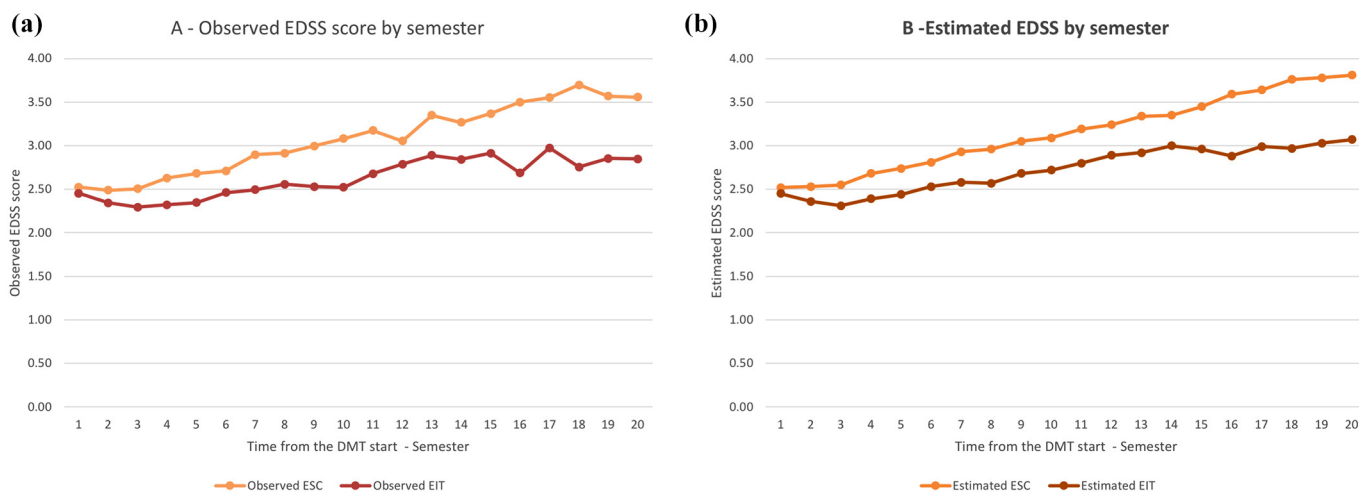 (a)
A - Observed EDSS score by semester
4.00
3.50
3.00
2.50
2.00
1.50
1.00
0.50
0.00
Observed EDSS score
1 2 3 4 5 6 7 8 9 10 11 12 13 14 15 16 17 18 19 20
Time from the DMT start - Semester
Observed ESC Observed EIT
(b)
B -Estimated EDSS by semester
4.00
3.50
3.00
2.50
2.00
1.50
1.00
0.50
0.00
Estimated EDSS score
1 2 3 4 5 6 7 8 9 10 11 12 13 14 15 16 17 18 19 20
Time from the DMT start - Semester
Estimated ESC Estimated EIT